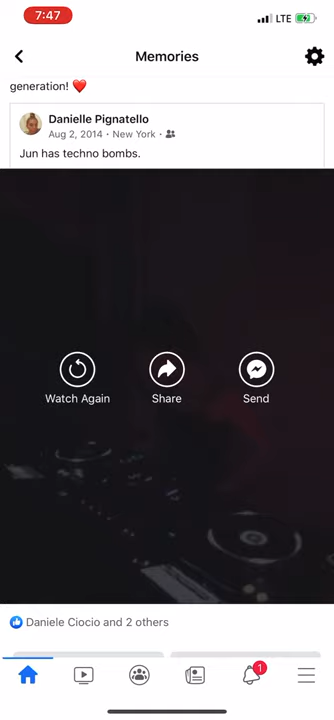 7:47
LTE
Memories
generation! ❤️
Danielle Pignatello
Aug 2, 2014 · New York ·
Jun has techno bombs.
Watch Again
Share
Send
Daniele Ciocio and 2 others
1